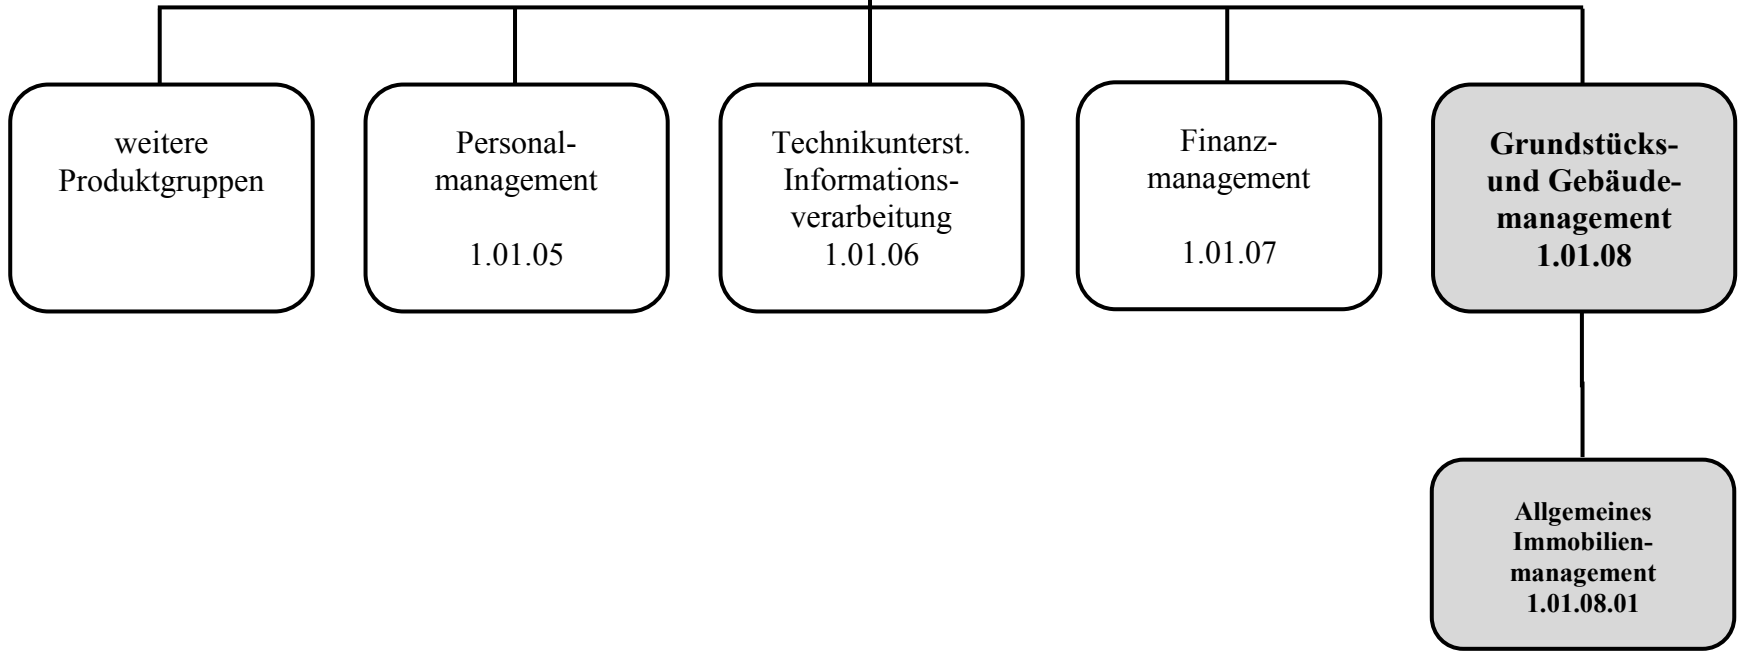 weitere
Produktgruppen
Personal-
management
1.01.05
Technikunterst.
Informations-
verarbeitung
1.01.06
Finanz-
management
1.01.07
Grundstücks-
und Gebäude-
management
1.01.08
Allgemeines
Immobilien-
management
1.01.08.01